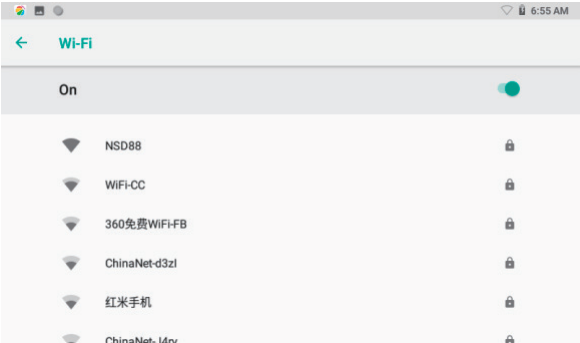 6:55 AM
Wi-Fi
On
NSD88
WiFi-CC
360免费WiFi-FB
ChinaNet-d3zl
红米手机